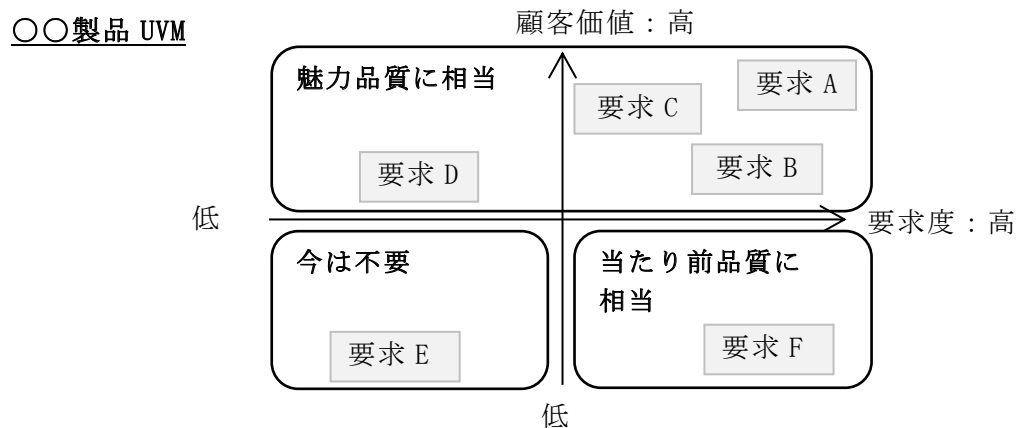 〇〇製品 UVM
顧客価値：高
魅力品質に相当
要求 A
要求 C
要求 B
要求 D
低
要求度：高
今は不要
当たり前品質に
相当
要求 E
要求 F
低